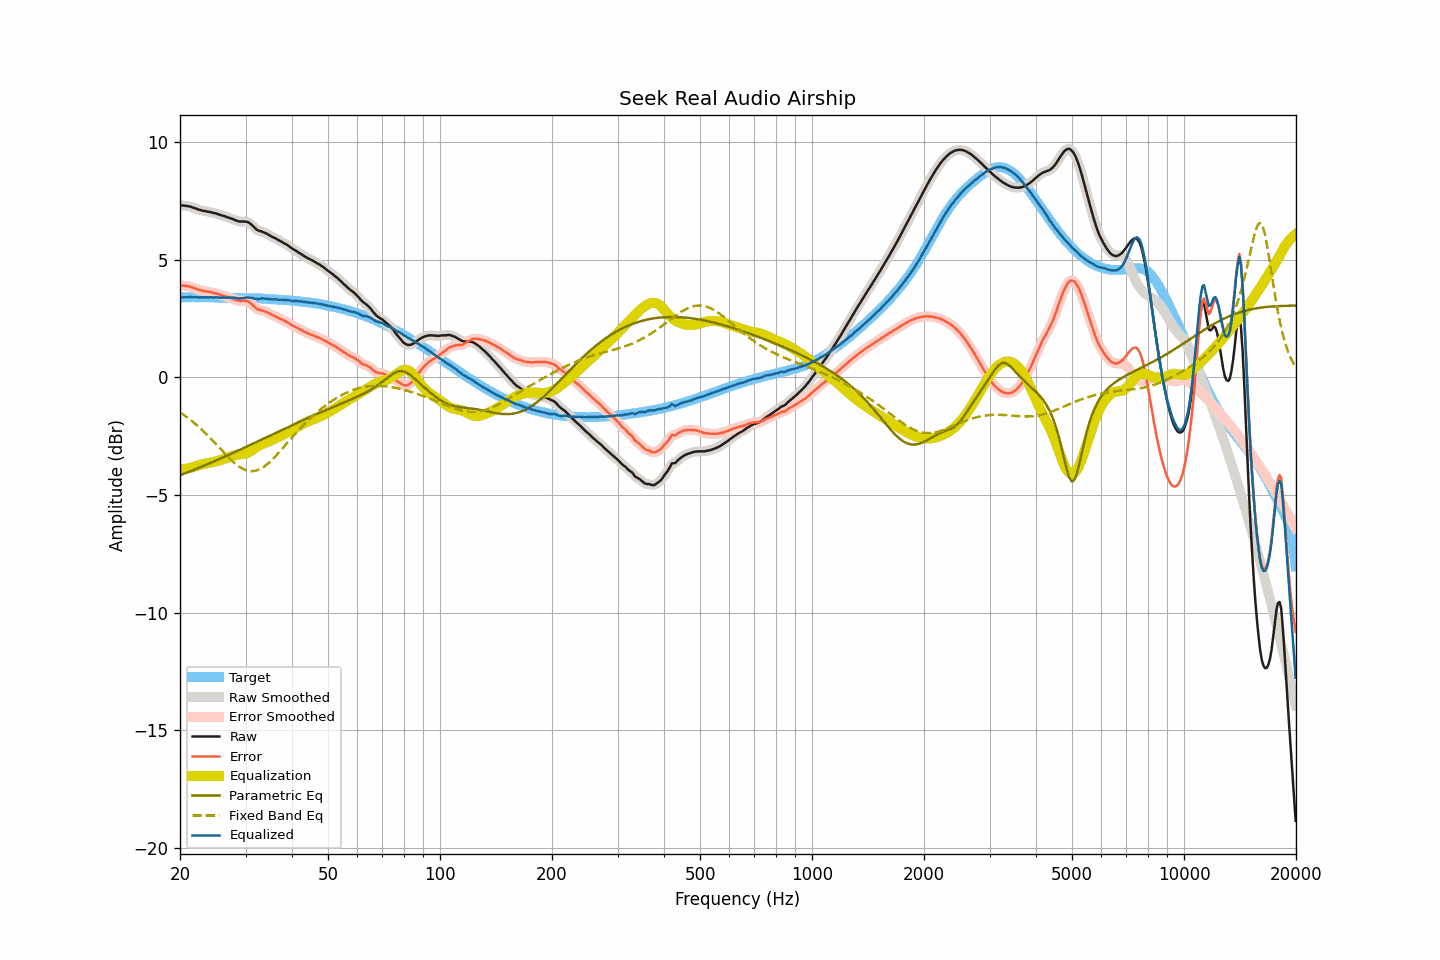 Seek Real Audio Airship
10
5
0
−5
−10
−15
−20
Amplitude (dBr)
Target
Raw Smoothed
Error Smoothed
Raw
Error
Equalization
Parametric Eq
Fixed Band Eq
Equalized
20 50 100 200 500 1000 2000 5000 10000 20000
Frequency (Hz)